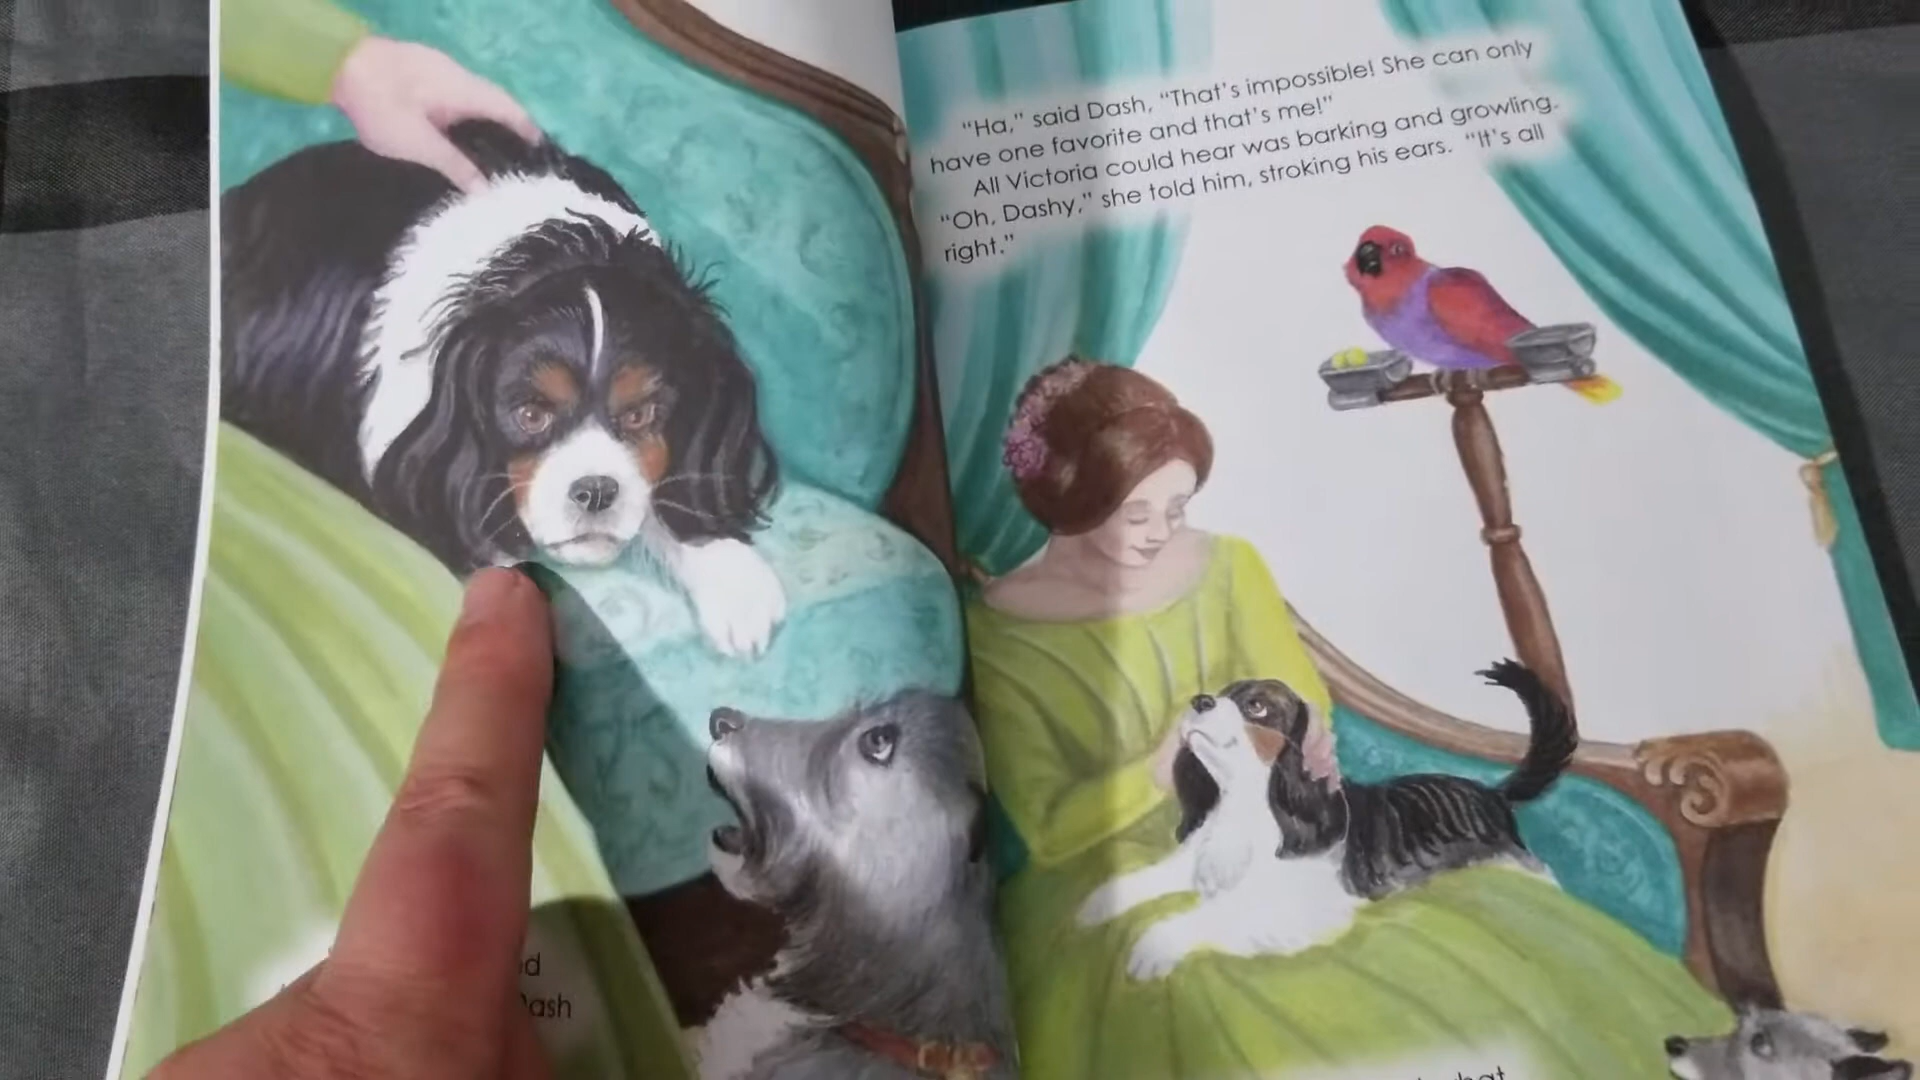 Dash
"Ha," said Dash, "That's impossible! She can only
have one favorite and that's me!"
All Victoria could hear was barking and growling.
"Oh, Dashy," she told him, stroking his ears. "It's all
right."